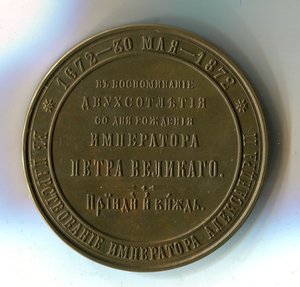 1672 — 30 МАЯ — 1872
ВЪ ВОСПОМИНАНІЕ
ДВУХСОТЛѢТІЯ
СО ДНЯ РОЖДЕНІЯ
ИМПЕРАТОРА
ПЕТРА ВЕЛИКАГО.
Прїиди и виждь.
ВЪ ЦАРСТВОВАНІЕ ИМПЕРАТОРА АЛЕКСАНДРА II